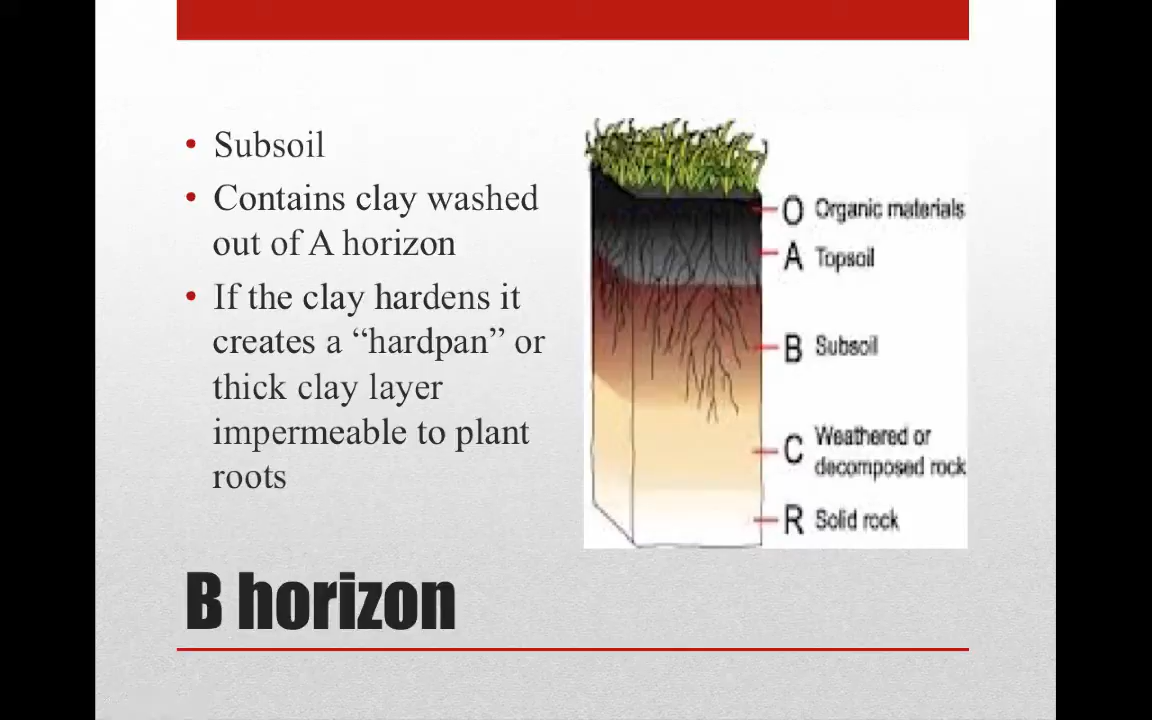 • Subsoil
• Contains clay washed
out of A horizon
• If the clay hardens it
creates a “hardpan” or
thick clay layer
impermeable to plant
roots
O Organic materials
A Topsoil
B Subsoil
C Weathered or
decomposed rock
R Solid rock
B horizon